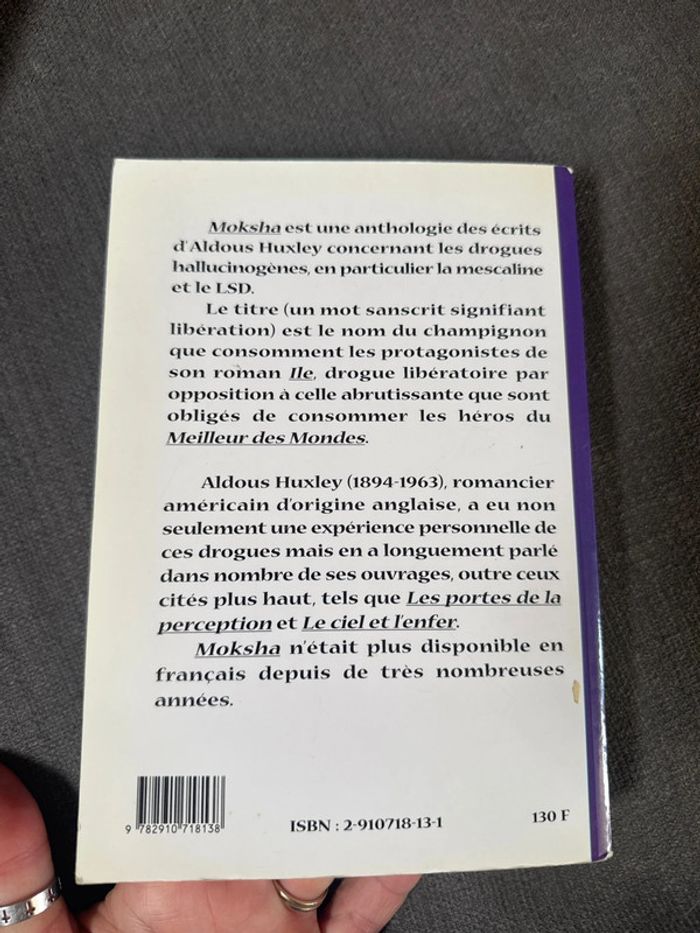 Moksha est une anthologie des écrits
d'Aldous Huxley concernant les drogues
hallucinogènes, en particulier la mescaline
et le LSD.
Le titre (un mot sanscrit signifiant
libération) est le nom du champignon
que consomment les protagonistes de
son roman Ile, drogue libératoire par
opposition à celle abrutissante que sont
obligés de consommer les héros du
Meilleur des Mondes.
Aldous Huxley (1894-1963), romancier
américain d'origine anglaise, a eu non
seulement une expérience personnelle de
ces drogues mais en a longuement parlé
dans nombre de ses ouvrages, outre ceux
cités plus haut, tels que Les portes de la
perception et Le ciel et l'enfer.
Moksha n'était plus disponible en
français depuis de très nombreuses
années.
9 782910 718138
ISBN : 2-910718-13-1
130 F